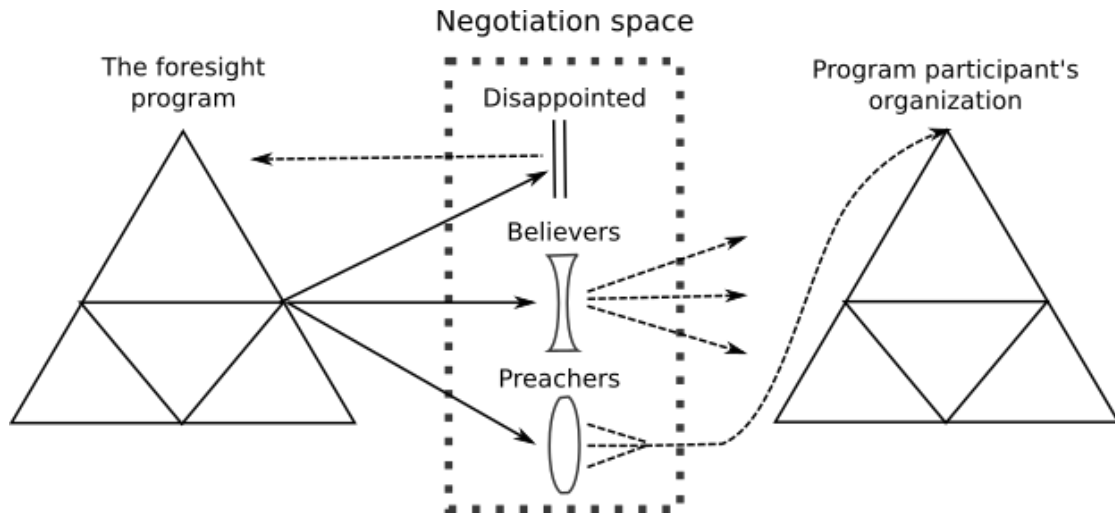 Negotiation space
The foresight
program
Disappointed
Believers
Preachers
Program participant's
organization